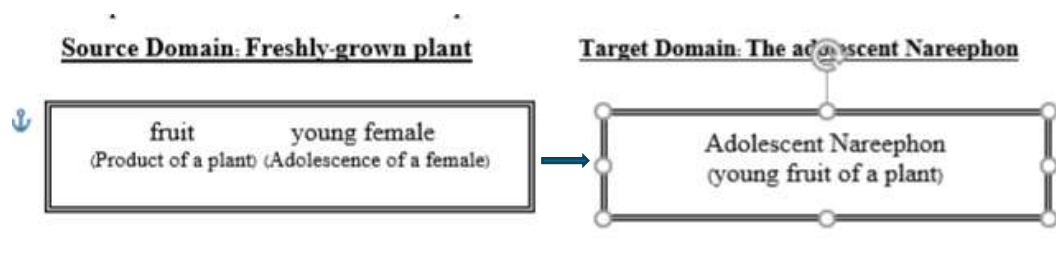 Source Domain: Freshly-grown plant
Target Domain: The adolescent Nareephon
fruit young female
(Product of a plant) (Adolescence of a female)
Adolescent Nareephon
(young fruit of a plant)